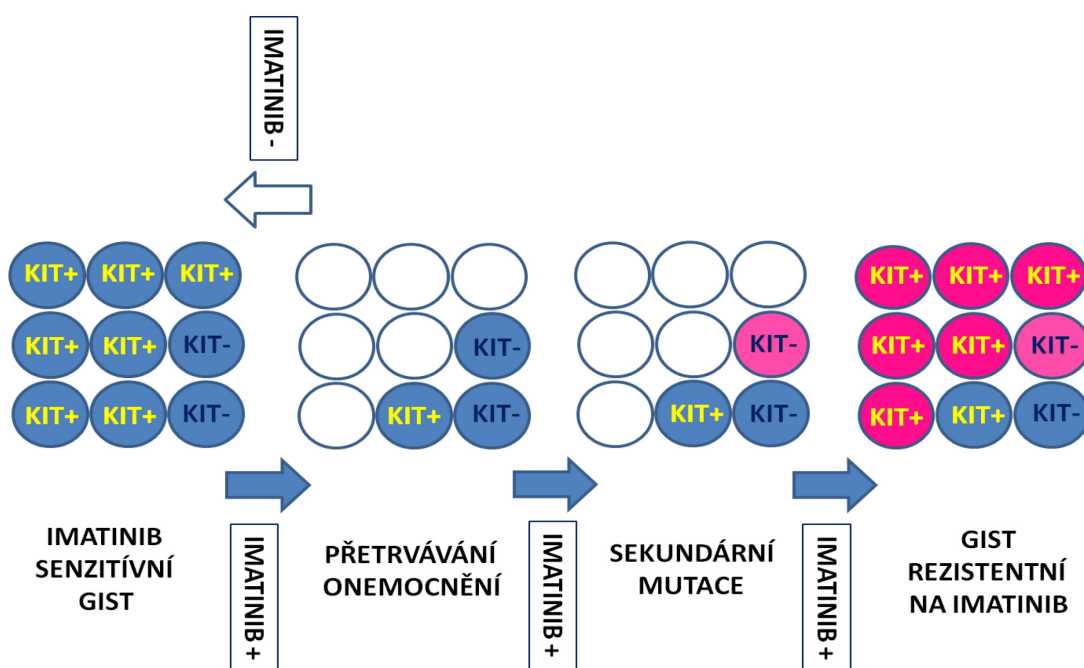 IMATINIB -
KIT+ KIT+ KIT+
KIT+ KIT+ KIT-
KIT+ KIT+ KIT-
KIT-
KIT+ KIT-
KIT-
KIT+ KIT-
KIT+ KIT+ KIT+
KIT+ KIT+ KIT-
KIT+ KIT+ KIT-
IMATINIB +
IMATINIB +
IMATINIB +
IMATINIB
SENZITÍVNÍ
GIST
PŘETRVÁVÁNÍ
ONEMOCNĚNÍ
SEKUNDÁRNÍ
MUTACE
GIST
REZISTENTNÍ
NA IMATINIB